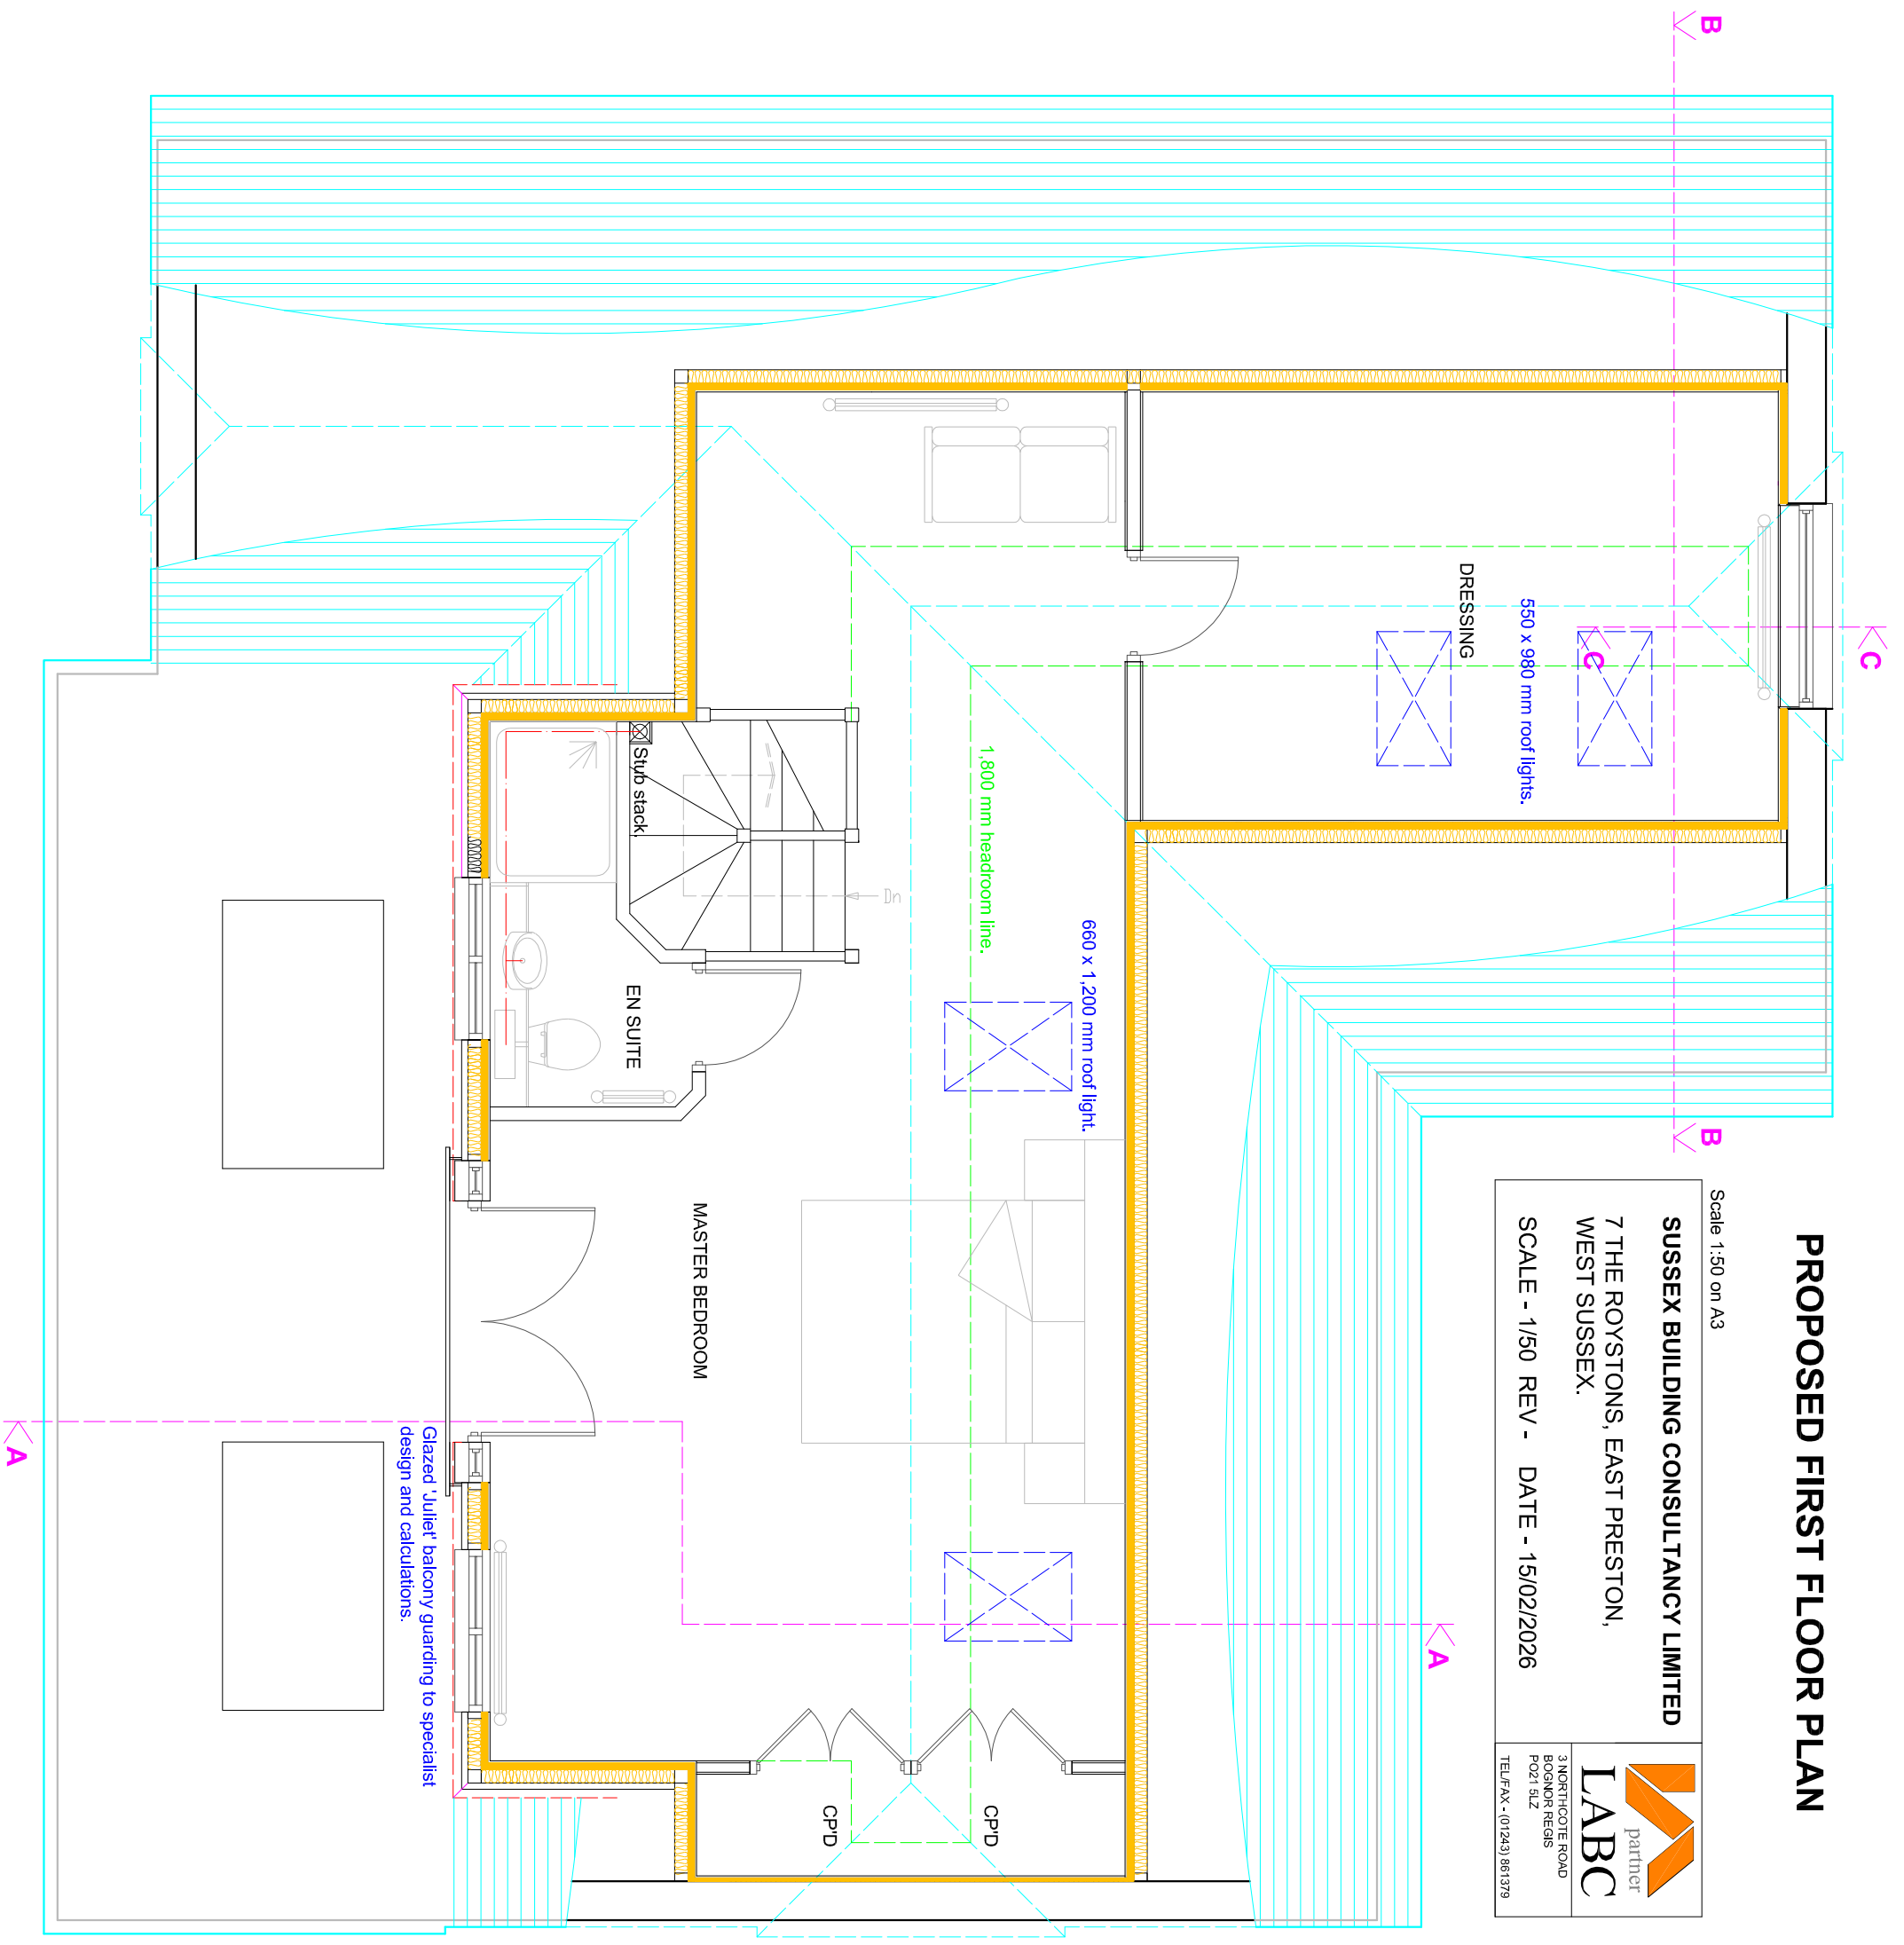 PROPOSED FIRST FLOOR PLAN
Scale 1:50 on A3
SUSSEX BUILDING CONSULTANCY LIMITED
7 THE ROYSTONS, EAST PRESTON,
WEST SUSSEX.
SCALE - 1/50 REV - DATE - 15/02/2026
partner
LABC
3 NORTHCOTE ROAD
BOGNOR REGIS
PO21 5LZ
TEL/FAX - (01243) 861379
B
B
C
C
A
A
DRESSING
550 x 980 mm roof lights.
660 x 1,200 mm roof light.
1,800 mm headroom line.
Dn
Stub stack.
EN SUITE
MASTER BEDROOM
CP'D
CP'D
Glazed 'Juliet' balcony guarding to specialist
design and calculations.